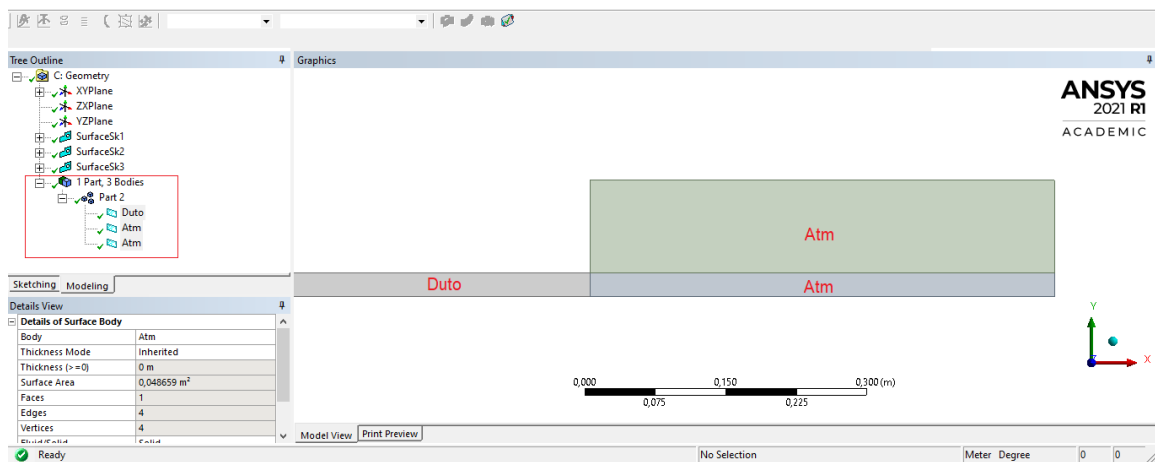 Tree Outline
Graphics
C: Geometry
XYPlane
ZXPlane
YZPlane
SurfaceSk1
SurfaceSk2
SurfaceSk3
1 Part, 3 Bodies
Part 2
Duto
Atm
Atm
Sketching Modeling
Details View
Details of Surface Body
Body Atm
Thickness Mode Inherited
Thickness (>=0) 0 m
Surface Area 0,048659 m²
Faces 1
Edges 4
Vertices 4
Fluid/Solid Solid
ANSYS
2021 R1
ACADEMIC
Atm
Duto
Atm
Y
X
0,000 0,150 0,300 (m)
0,075 0,225
Model View Print Preview
Ready
No Selection
Meter Degree 0 0